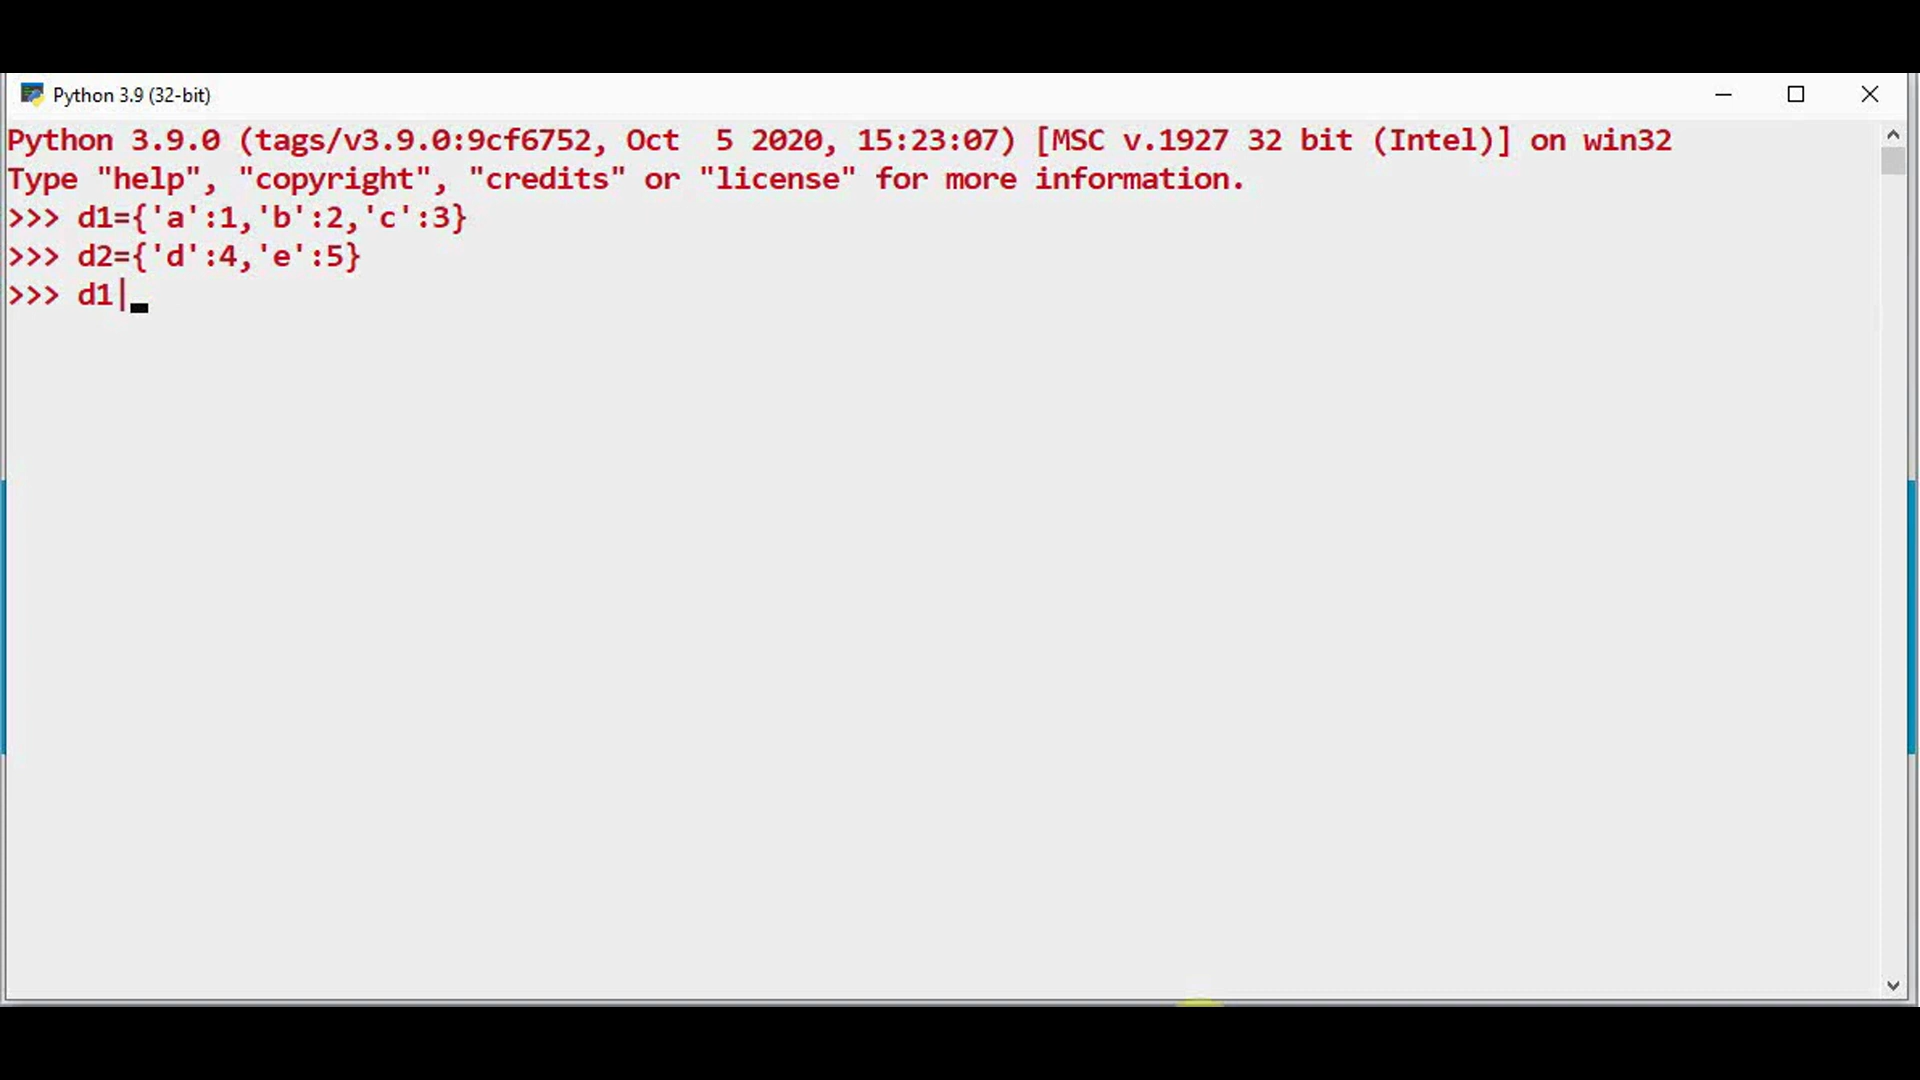 Python 3.9 (32-bit)
Python 3.9.0 (tags/v3.9.0:9cf6752, Oct  5 2020, 15:23:07) [MSC v.1927 32 bit (Intel)] on win32
Type "help", "copyright", "credits" or "license" for more information.
>>> d1={'a':1,'b':2,'c':3}
>>> d2={'d':4,'e':5}
>>> d1|